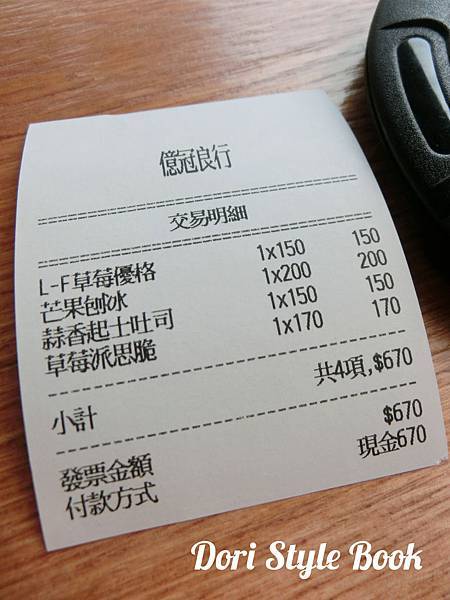 億冠良行
交易明細
L-F草莓優格 1x150 150
芒果刨冰 1x200 200
蒜香起士吐司 1x150 150
草莓派思脆 1x170 170
小計 共4項,$670
發票金額 $670
付款方式 現金670
Dori Style Book